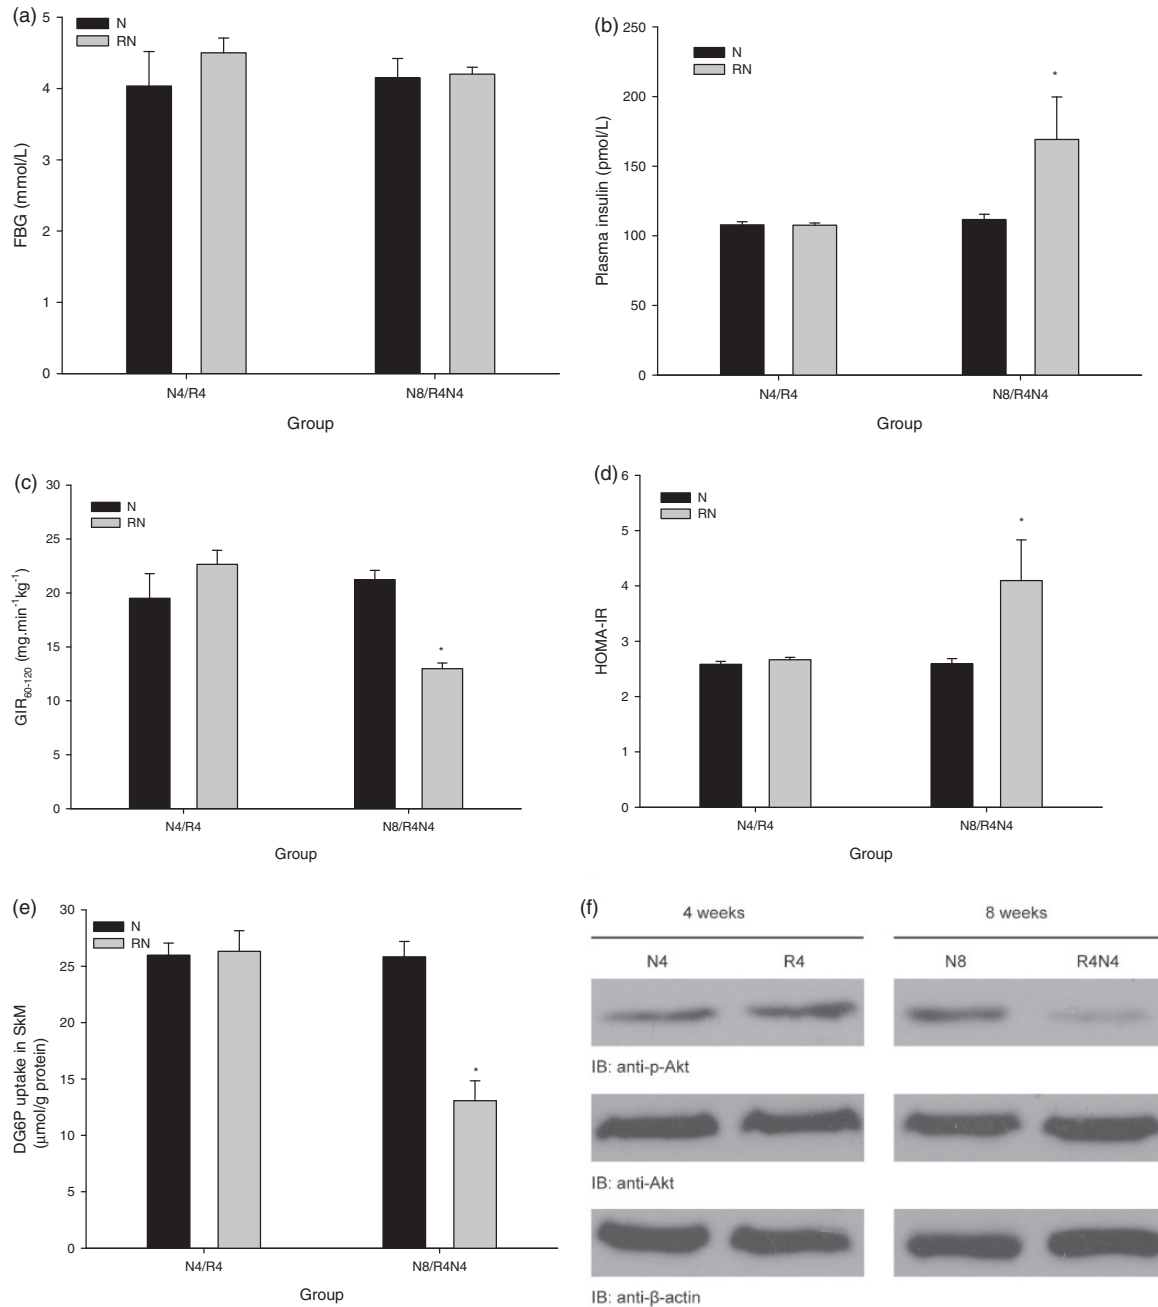 (a)
5
4
4
3
2
1
0
FBG (mmol/L)
N
RN
N4/R4
N8/R4N4
Group
(b)
250
200
150
100
50
0
Plasma insulin (pmol/L)
N
RN
*
N4/R4
N8/R4N4
Group
(c)
30
25
20
15
10
5
0
GIR60-120 (mg.min-1kg-1)
N
RN
*
N4/R4
N8/R4N4
Group
(d)
6
5
4
3
2
1
0
HOMA-IR
N
RN
*
N4/R4
N8/R4N4
Group
(e)
30
25
15
10
5
0
DG6P uptake in SkM
(μmol/g protein)
N
RN
*
N4/R4
N8/R4N4
Group
(f)
4 weeks
8 weeks
N4 R4 N8 R4N4
IB: anti-p-Akt
IB: anti-Akt
IB: anti-β-actin